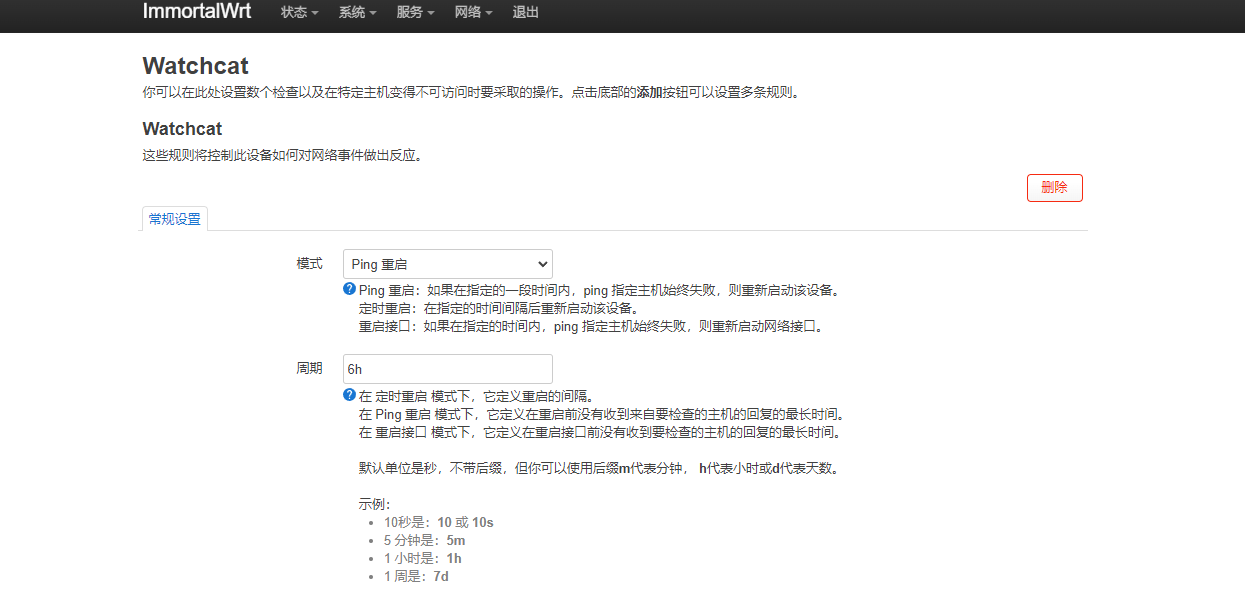 ImmortalWrt 状态 系统 服务 网络 退出
Watchcat
你可以在此处设置数个检查以及在特定主机变得不可访问时要采取的操作。点击底部的添加按钮可以设置多条规则。
Watchcat
这些规则将控制此设备如何对网络事件做出反应。
删除
常规设置
模式 Ping 重启
Ping 重启：如果在指定的一段时间内，ping 指定主机始终失败，则重新启动该设备。
定时重启：在指定的时间间隔后重新启动该设备。
重启接口：如果在指定的时间内，ping 指定主机始终失败，则重新启动网络接口。
周期 6h
在 定时重启 模式下，它定义重启的间隔。
在 Ping 重启 模式下，它定义在重启前没有收到来自要检查的主机的回复的最长时间。
在 重启接口 模式下，它定义在重启接口前没有收到要检查的主机的回复的最长时间。
默认单位是秒，不带后缀，但你可以使用后缀m代表分钟， h代表小时或d代表天数。
示例：
10秒是：10 或 10s
5 分钟是：5m
1 小时是：1h
1 周是：7d